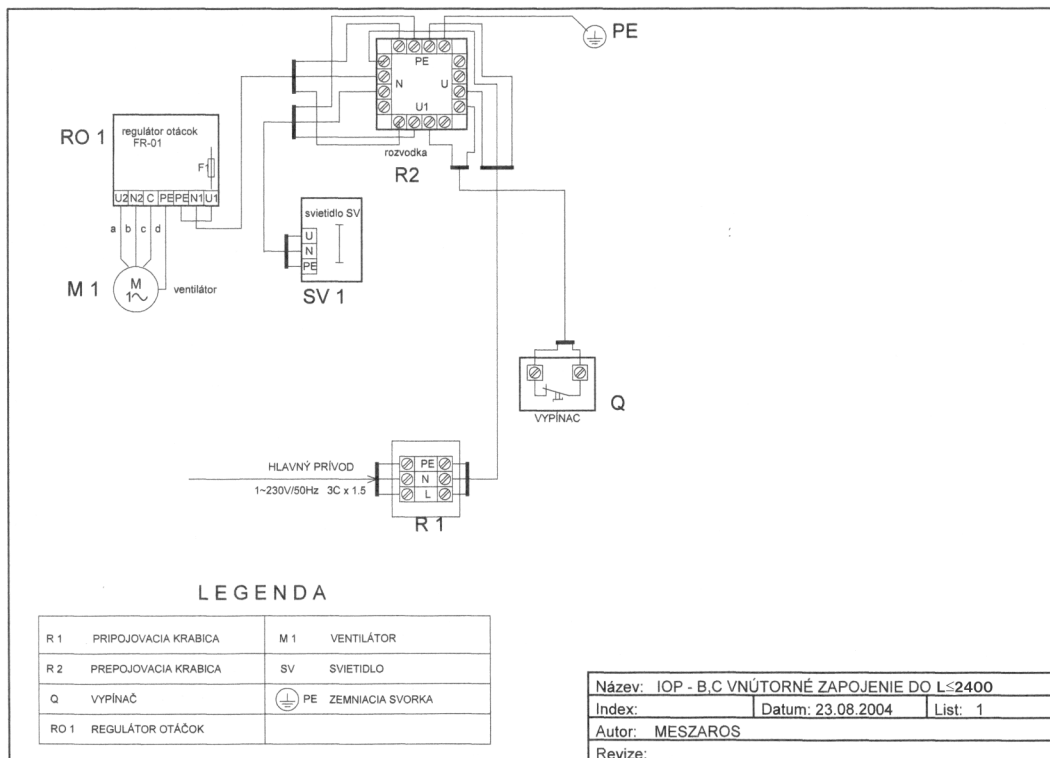 PE
PE
N U
U1
rozvodka
R2
RO 1
regulátor otácok
FR-01
F1
U2 N2 C PE PE N1 U1
a b c d
M 1
M
1~
ventilátor
svietidlo SV
U
N
PE
SV 1
Q
VYPÍNAC
HLAVNÝ PRÍVOD
1~230V/50Hz 3C x 1.5
PE
N
L
R 1
LEGENDA
R 1 PRIPOJOVACIA KRABICA M 1 VENTILÁTOR
R 2 PREPOJOVACIA KRABICA SV SVIETIDLO
Q VYPÍNAČ PE ZEMNIACIA SVORKA
RO 1 REGULÁTOR OTÁČOK
Název: IOP - B,C VNÚTORNÉ ZAPOJENIE DO L≤2400
Index: Datum: 23.08.2004 List: 1
Autor: MESZAROS
Revize: